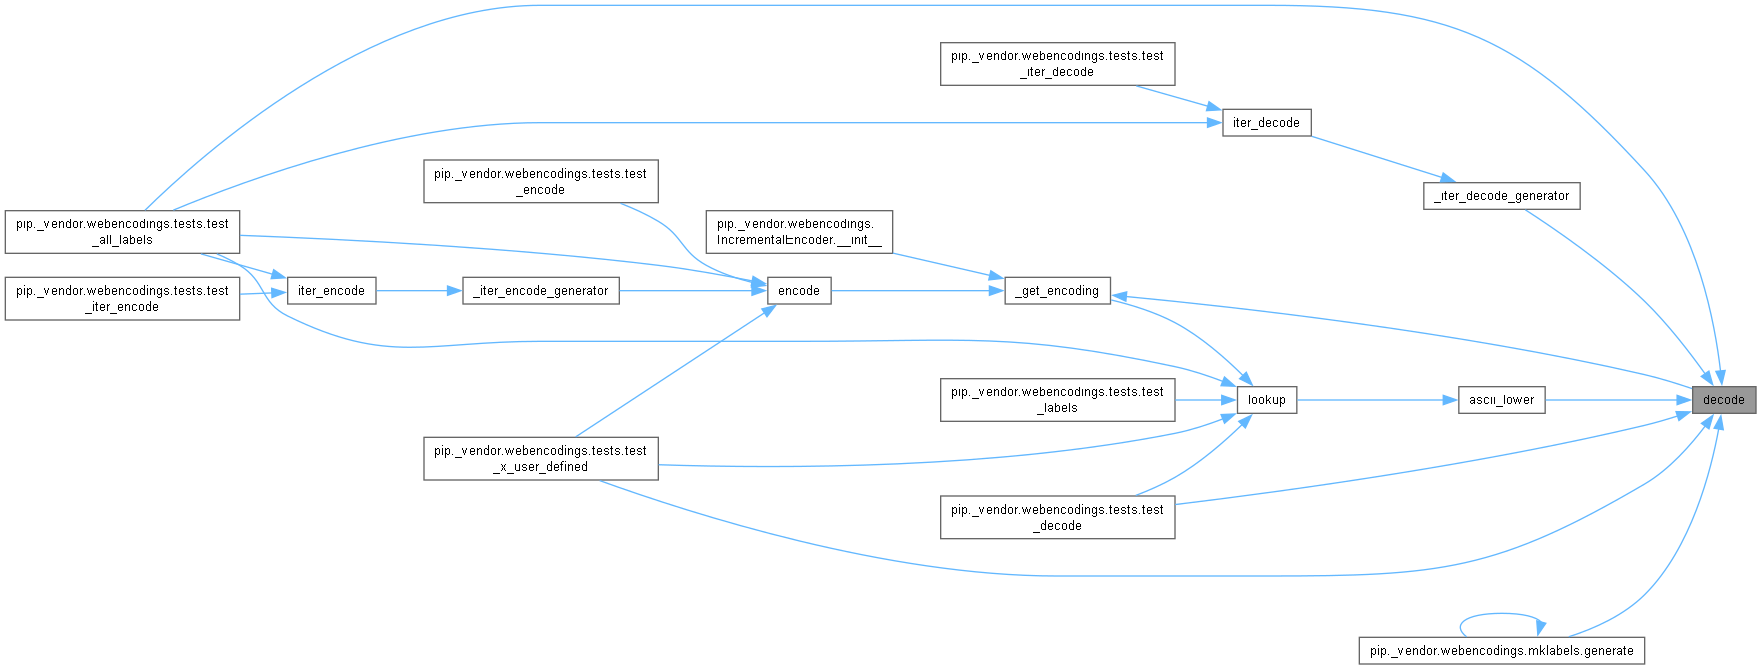 pip._vendor.webencodings.tests.test
_iter_decode
iter_decode
pip._vendor.webencodings.tests.test
_encode
_iter_decode_generator
pip._vendor.webencodings.tests.test
_all_labels
pip._vendor.webencodings.
IncrementalEncoder.__init__
pip._vendor.webencodings.tests.test
_iter_encode
iter_encode
_iter_encode_generator
encode
_get_encoding
pip._vendor.webencodings.tests.test
_labels
lookup
ascii_lower
decode
pip._vendor.webencodings.tests.test
_x_user_defined
pip._vendor.webencodings.tests.test
_decode
pip._vendor.webencodings.mklabels.generate